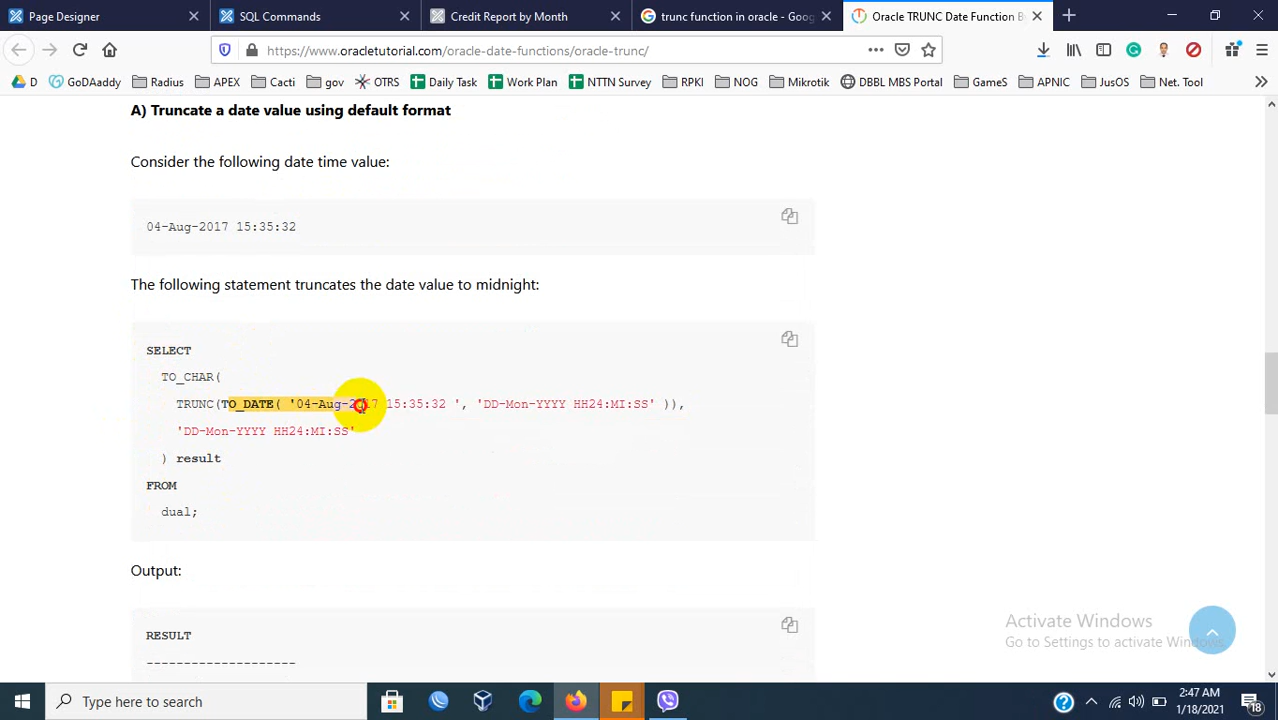 Page Designer
SQL Commands
Credit Report by Month
trunc function in oracle - Goog
Oracle TRUNC Date Function B
https://www.oracletutorial.com/oracle-date-functions/oracle-trunc/
D
GoDAaddy
Radius
APEX
Cacti
gov
OTRS
Daily Task
Work Plan
NTTN Survey
RPKI
NOG
Mikrotik
DBBL MBS Portal
GameS
APNIC
JusOS
Net. Tool
A) Truncate a date value using default format
Consider the following date time value:
04-Aug-2017 15:35:32
The following statement truncates the date value to midnight:
SELECT
TO_CHAR(
TRUNC(TO_DATE( '04-Aug-2017 15:35:32 ', 'DD-Mon-YYYY HH24:MI:SS' )),
'DD-Mon-YYYY HH24:MI:SS'
) result
FROM
dual;
Output:
RESULT
--------------------
Activate Windows
Go to Settings to activate Windows.
Type here to search
2:47 AM
1/18/2021
18